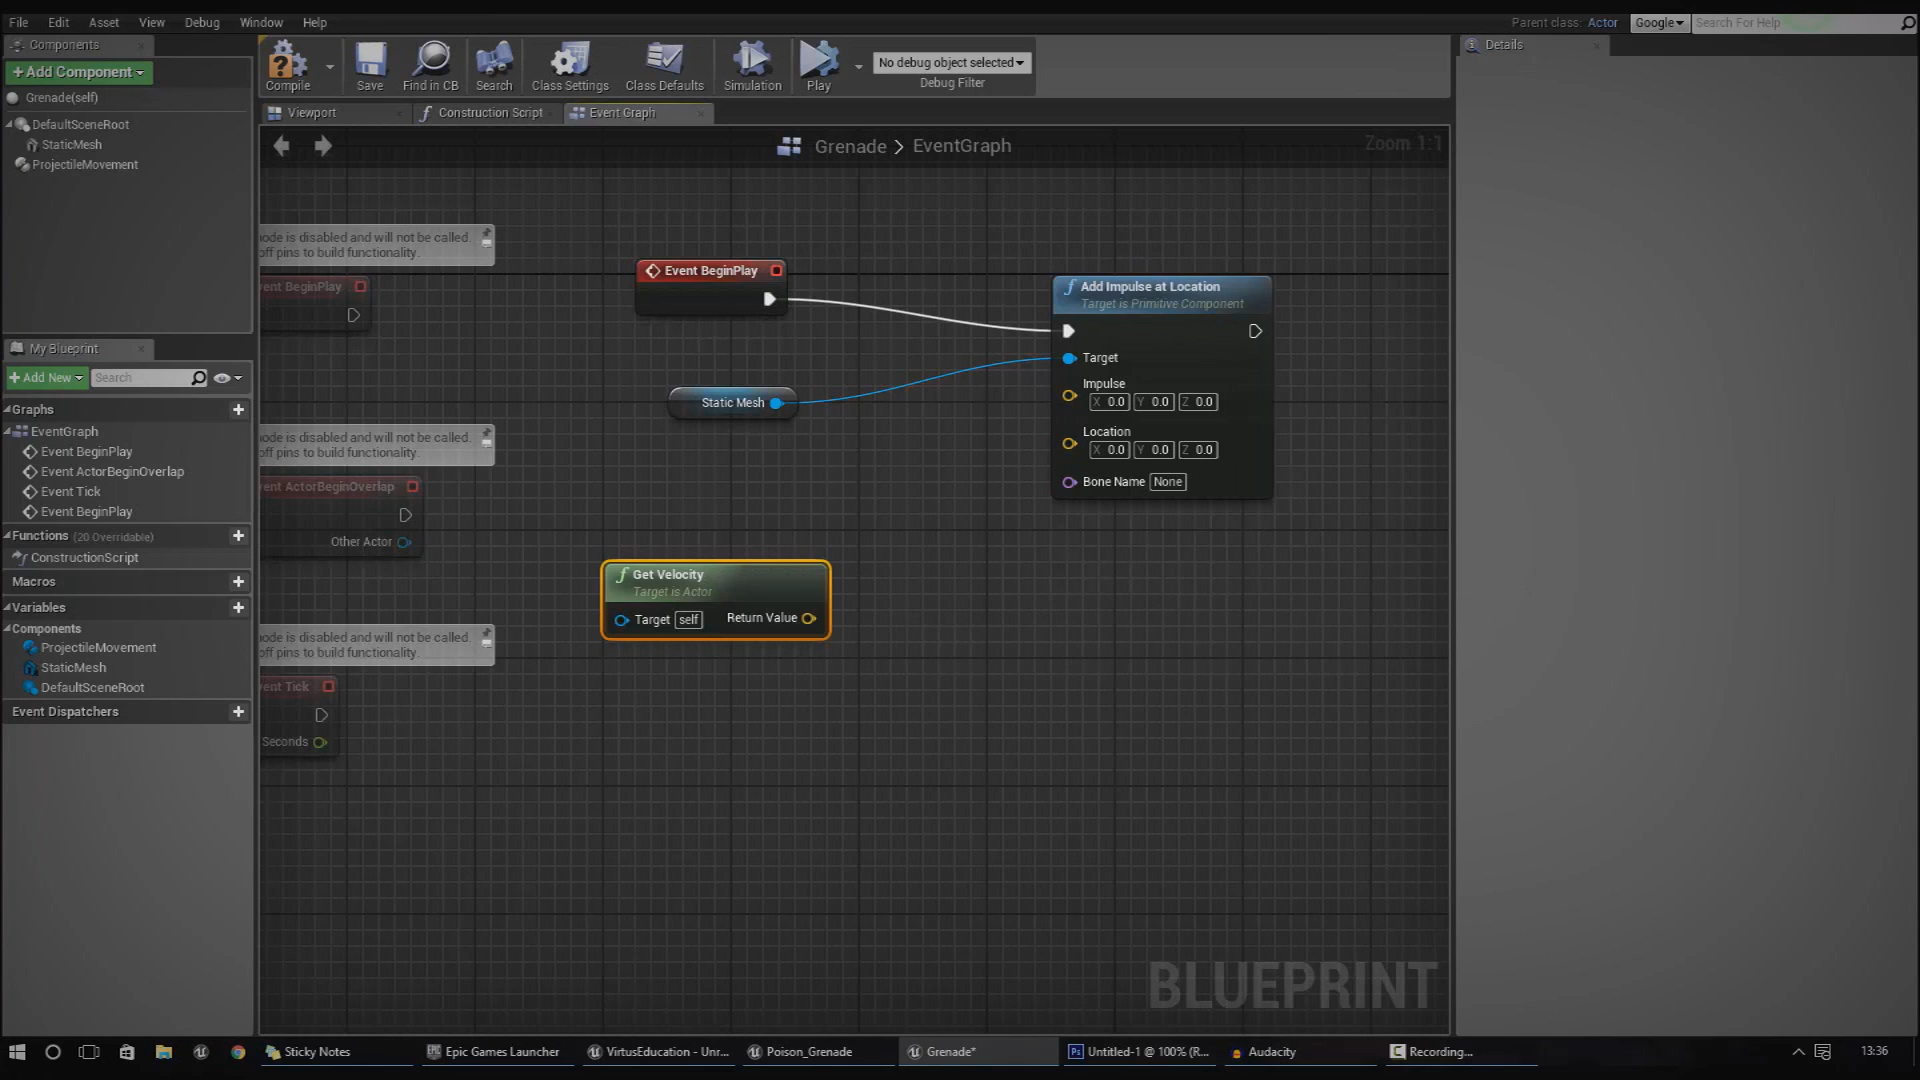 File Edit Asset View Debug Window Help
Parent class: Actor Google Search For Help
Components
+ Add Component
Grenade(self)
DefaultSceneRoot
StaticMesh
ProjectileMovement
Compile Save Find in CB Search Class Settings Class Defaults Simulation Play
No debug object selected
Debug Filter
Details
Viewport Construction Script Event Graph
Grenade > EventGraph
Zoom 1:1
My Blueprint
+ Add New Search
Graphs
EventGraph
Event BeginPlay
Event ActorBeginOverlap
Event Tick
Event BeginPlay
Functions (20 Overridable)
ConstructionScript
Macros
Variables
Components
ProjectileMovement
StaticMesh
DefaultSceneRoot
Event Dispatchers
node is disabled and will not be called.
off pins to build functionality.
vent BeginPlay
node is disabled and will not be called.
off pins to build functionality.
vent ActorBeginOverlap
Other Actor
node is disabled and will not be called.
off pins to build functionality.
vent Tick
Seconds
Event BeginPlay
Static Mesh
Get Velocity
Target is Actor
Target self Return Value
Add Impulse at Location
Target is Primitive Component
Target
Impulse
X 0.0 Y 0.0 Z 0.0
Location
X 0.0 Y 0.0 Z 0.0
Bone Name None
BLUEPRINT
Sticky Notes Epic Games Launcher VirtusEducation - Unr... Poison_Grenade Grenade* Untitled-1 @ 100% (R... Audacity Recording... 13:36